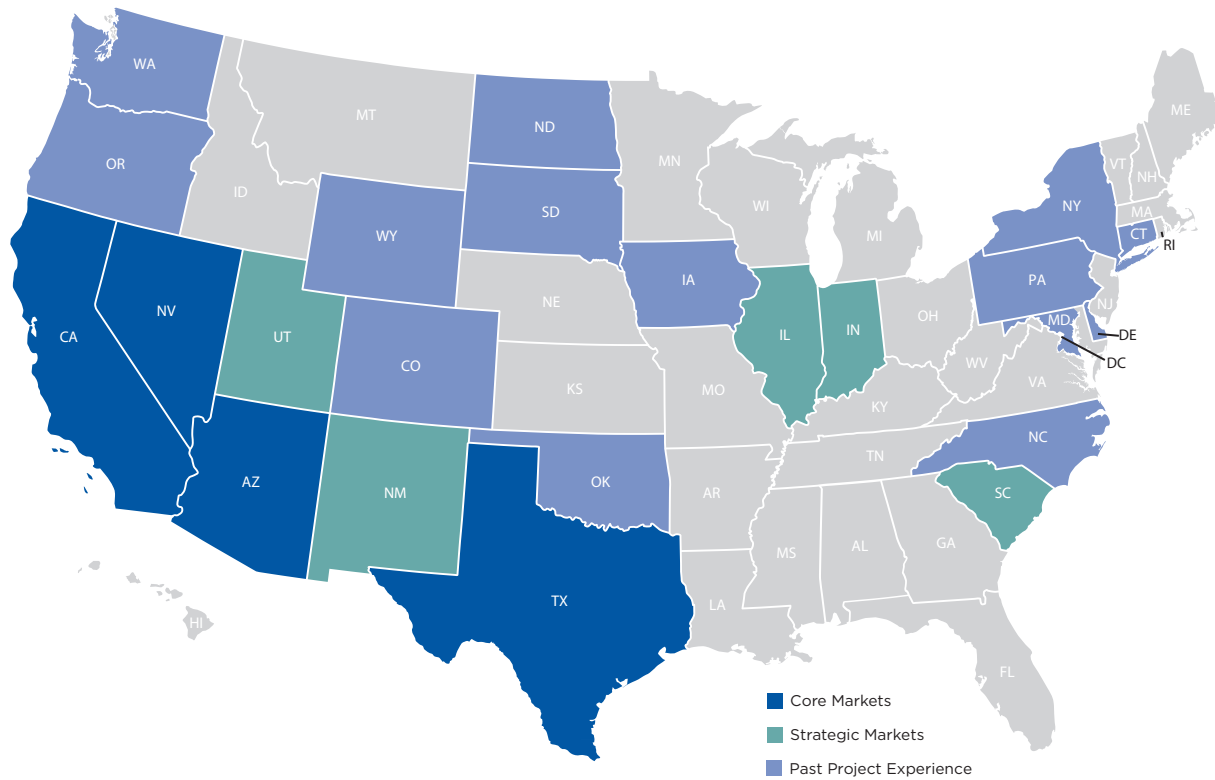 WA
MT
ND
MN
ME
OR
ID
SD
WI
VT
NH
WY
MI
NY
MA
CT
RI
NV
NE
IA
PA
NJ
CA
UT
IL
IN
OH
MD
DE
CO
KS
MO
WV
VA
DC
KY
AZ
NM
OK
AR
TN
NC
SC
TX
LA
MS
AL
GA
HI
FL
Core Markets
Strategic Markets
Past Project Experience